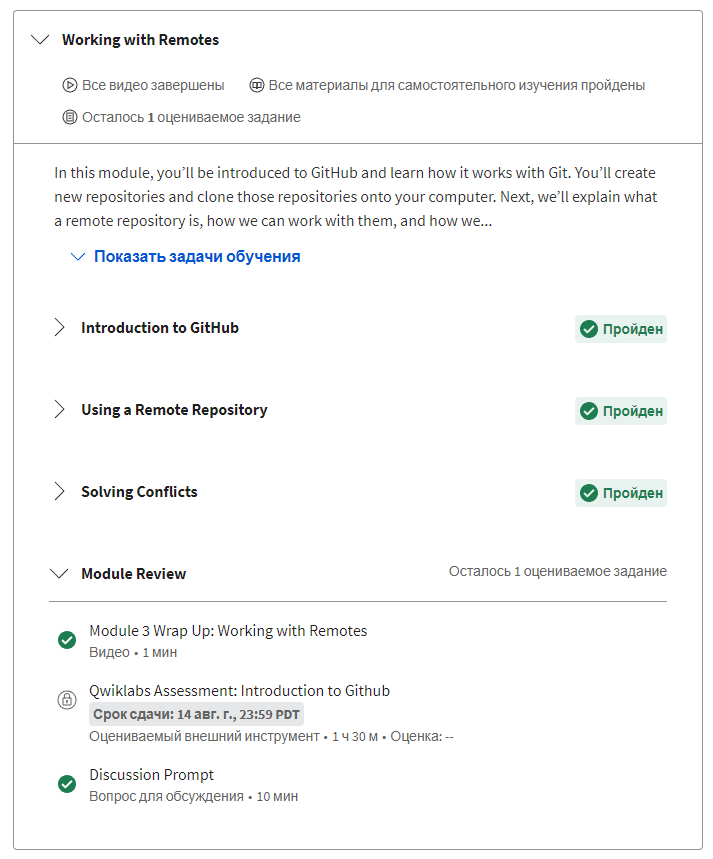 Working with Remotes
Все видео завершены Все материалы для самостоятельного изучения пройдены
Осталось 1 оцениваемое задание
In this module, you’ll be introduced to GitHub and learn how it works with Git. You’ll create
new repositories and clone those repositories onto your computer. Next, we’ll explain what
a remote repository is, how we can work with them, and how we...
Показать задачи обучения
Introduction to GitHub Пройден
Using a Remote Repository Пройден
Solving Conflicts Пройден
Module Review Осталось 1 оцениваемое задание
Module 3 Wrap Up: Working with Remotes
Видео • 1 мин
Qwiklabs Assessment: Introduction to Github
Срок сдачи: 14 авг. г., 23:59 PDT
Оцениваемый внешний инструмент • 1 ч 30 м • Оценка: --
Discussion Prompt
Вопрос для обсуждения • 10 мин